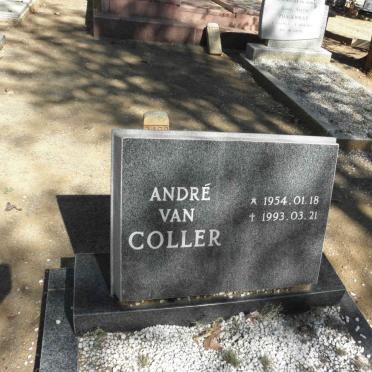 ANDRÉ
VAN
COLLER
* 1954.01.18
† 1993.03.21